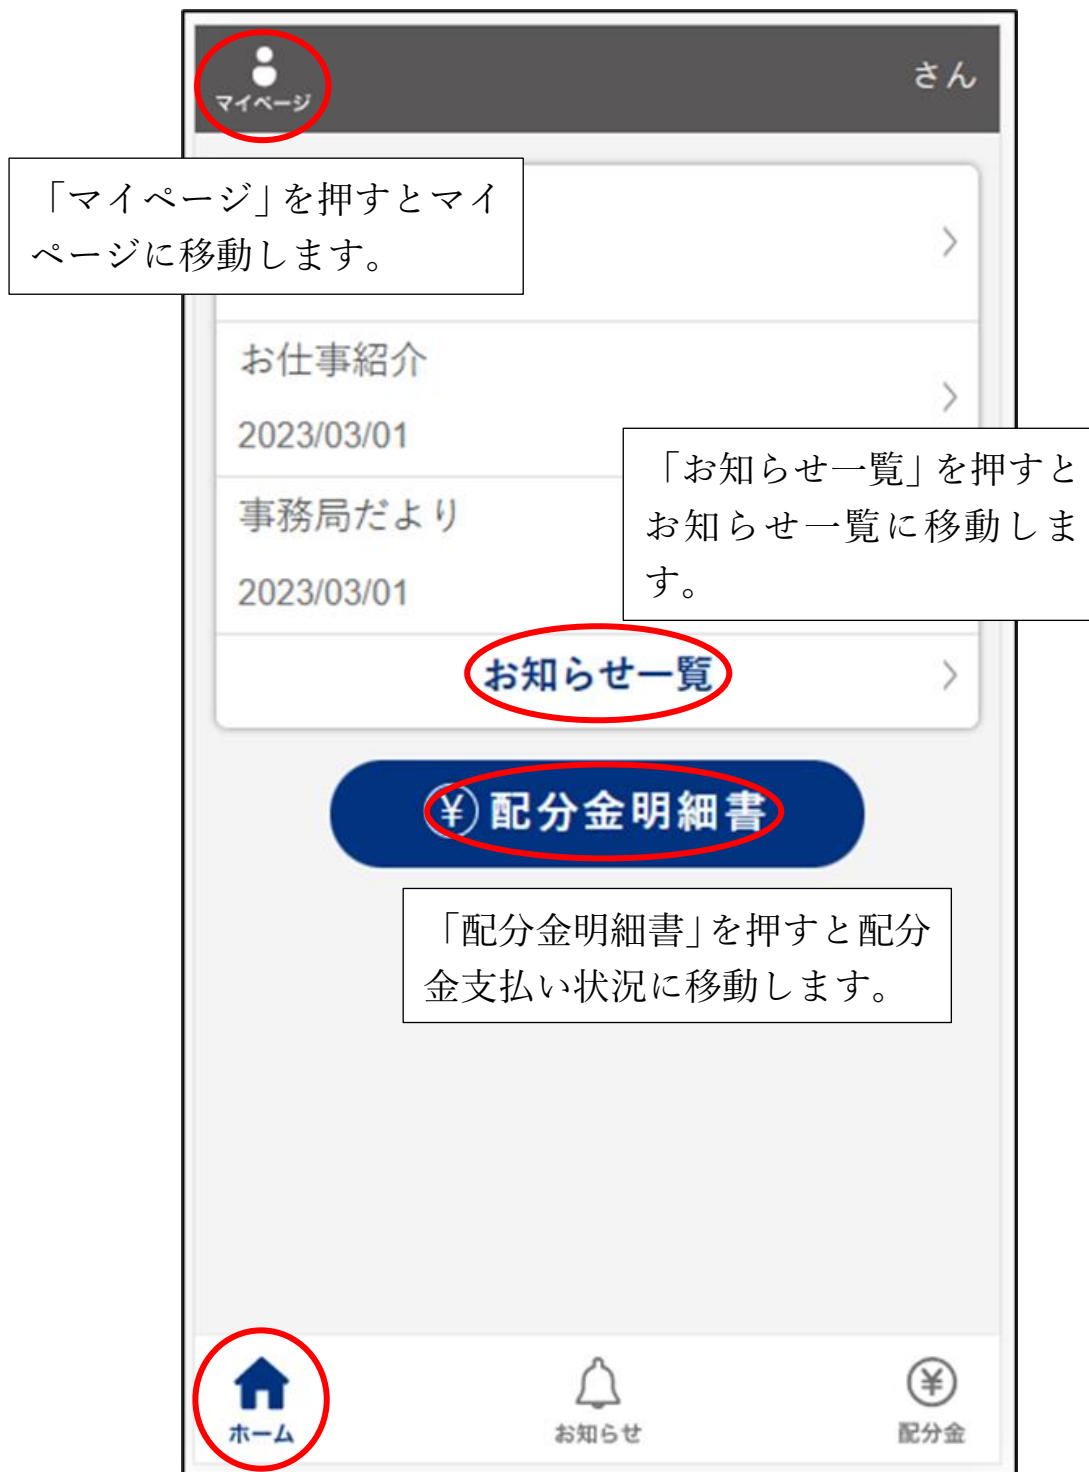 マイページ
さん
「マイページ」を押すとマイ
ページに移動します。
お仕事紹介
2023/03/01
「お知らせ一覧」を押すと
お知らせ一覧に移動しま
す。
事務局だより
2023/03/01
お知らせ一覧
¥配分金明細書
「配分金明細書」を押すと配分
金支払い状況に移動します。
¥
ホーム
お知らせ
配分金